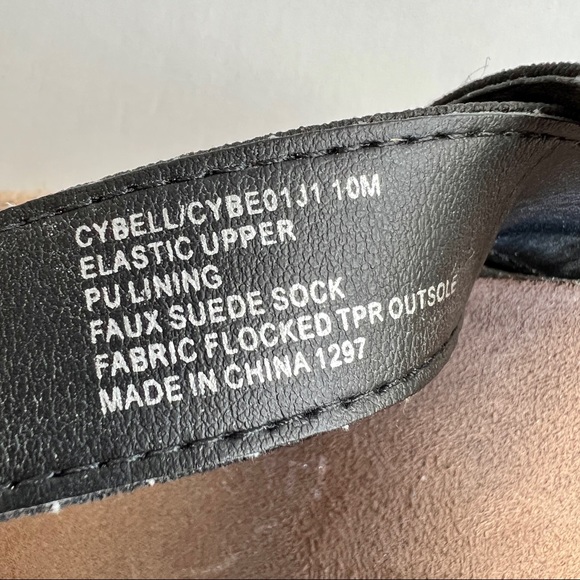 CYBELL/CYBE01J1 10M
ELASTIC UPPER
PU LINING
FAUX SUEDE SOCK
FABRIC FLOCKED TPR OUTSOLE
MADE IN CHINA 1297